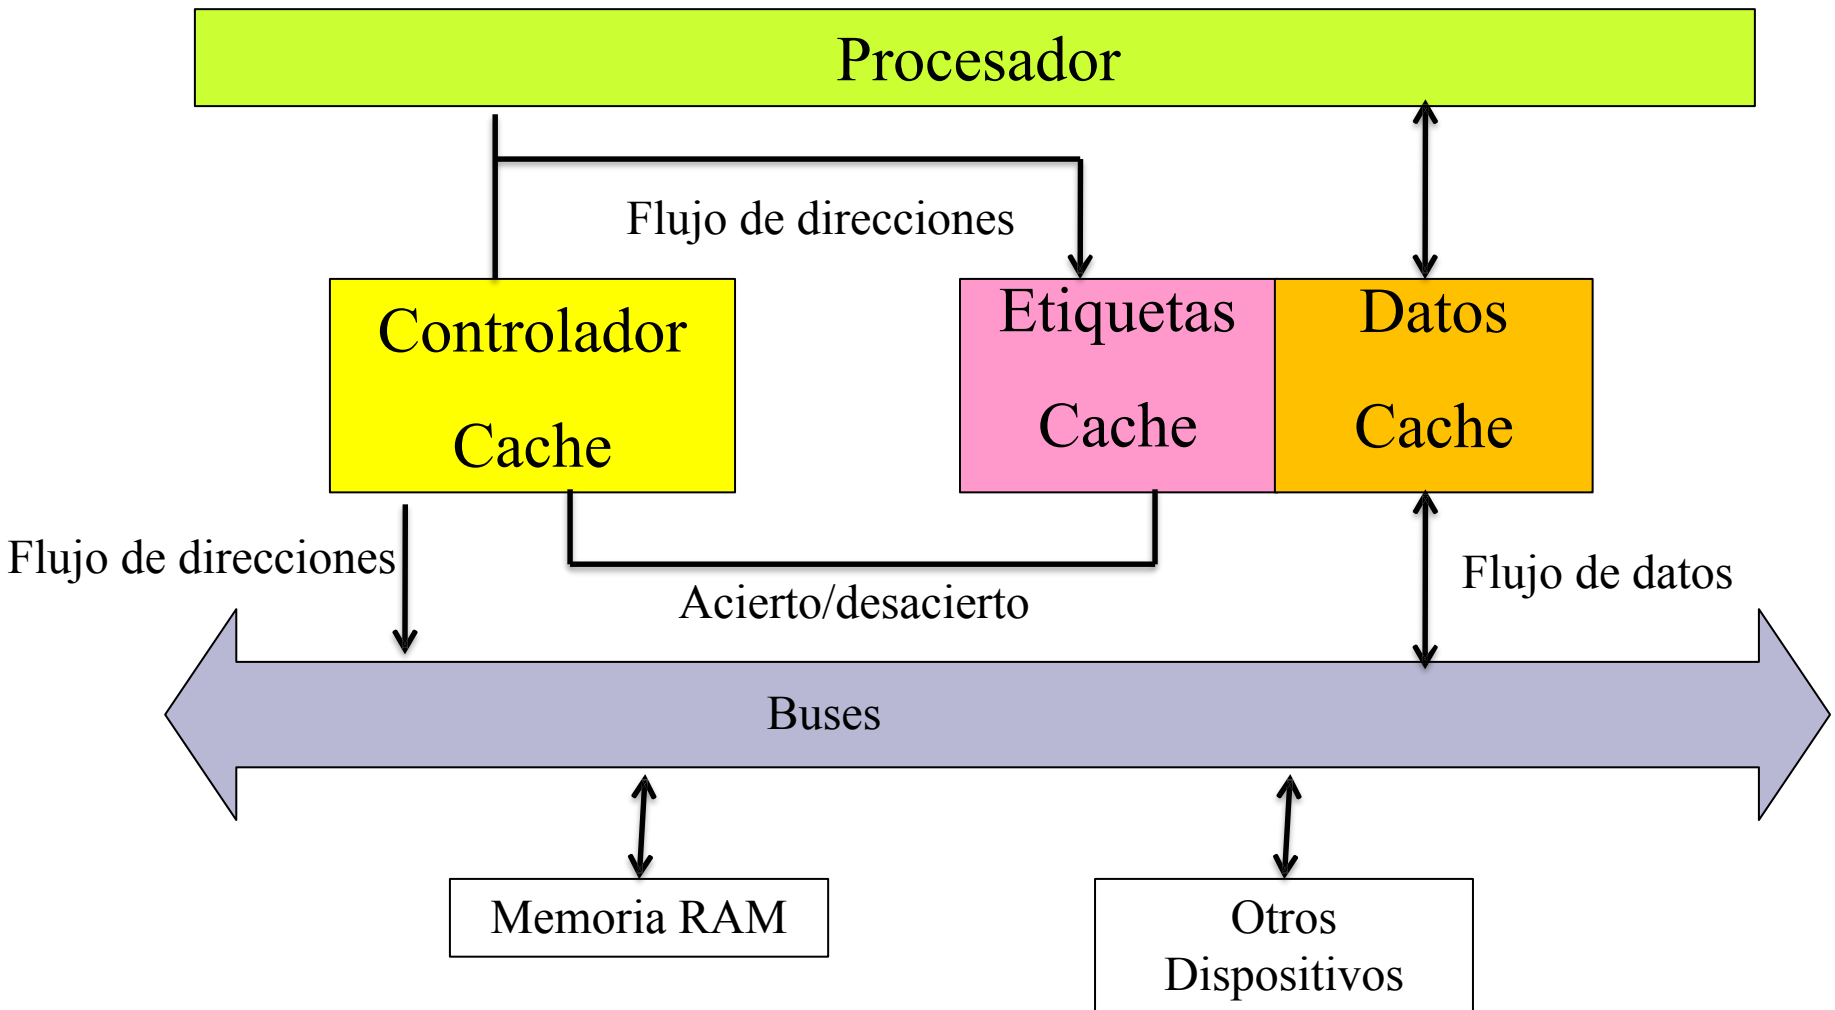 Procesador
Flujo de direcciones
Controlador
Cache
Etiquetas
Cache
Datos
Cache
Flujo de direcciones
Acierto/desacierto
Flujo de datos
Buses
Memoria RAM
Otros
Dispositivos